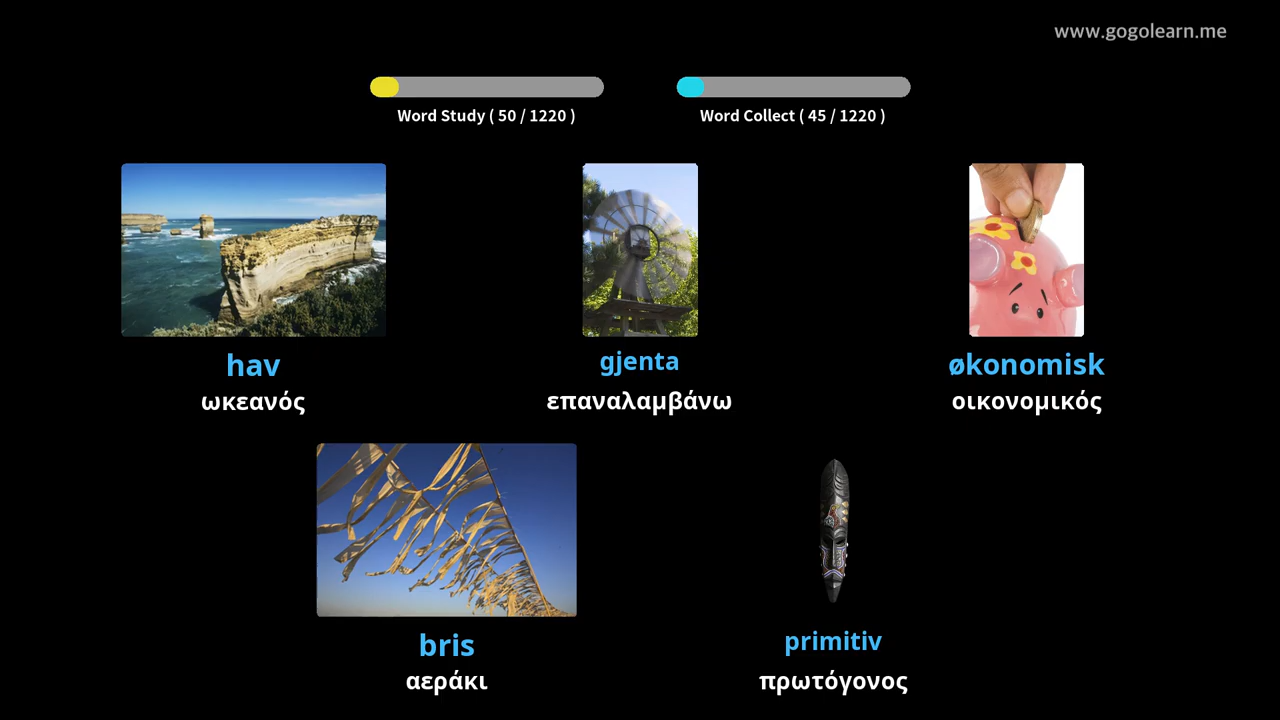 www.gogolearn.me
Word Study ( 50 / 1220 )
Word Collect ( 45 / 1220 )
hav
ωκεανός
gjenta
επαναλαμβάνω
økonomisk
οικονομικός
bris
αεράκι
primitiv
πρωτόγονος